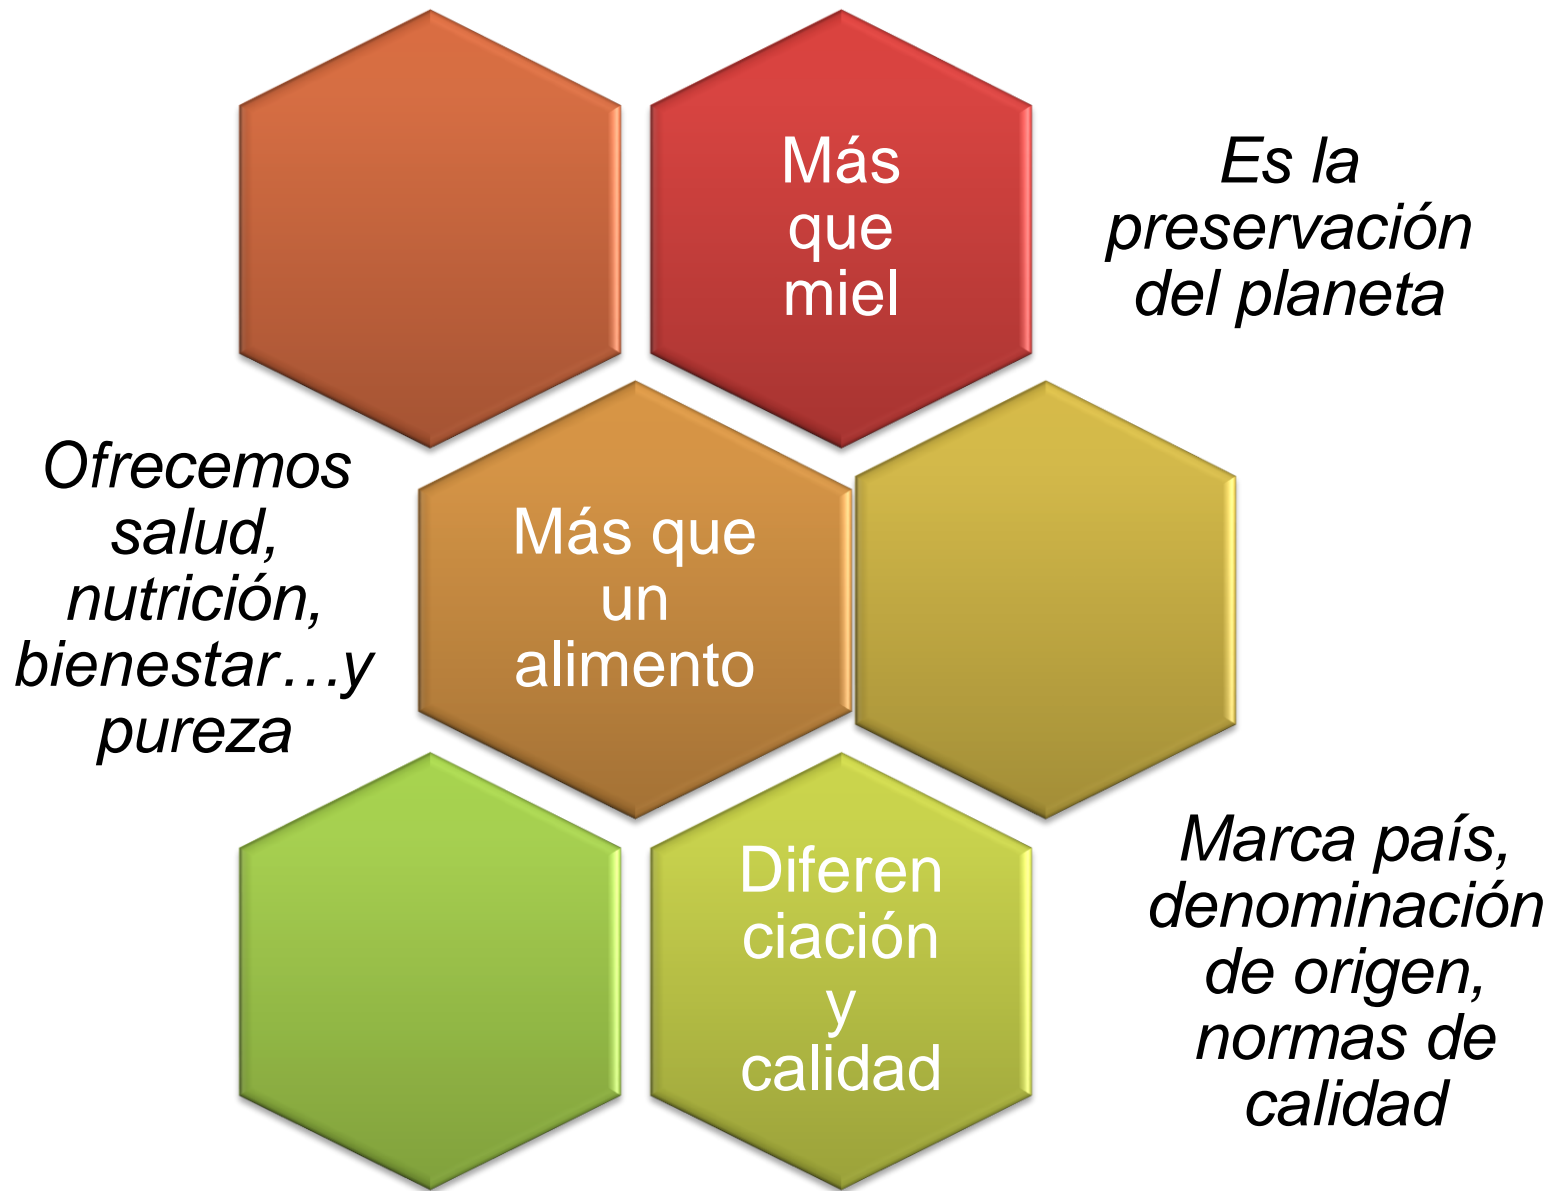 Más
que
miel
Es la
preservación
del planeta
Ofrecemos
salud,
nutrición,
bienestar…y
pureza
Más que
un
alimento
Diferen
ciación
y
calidad
Marca país,
denominación
de origen,
normas de
calidad